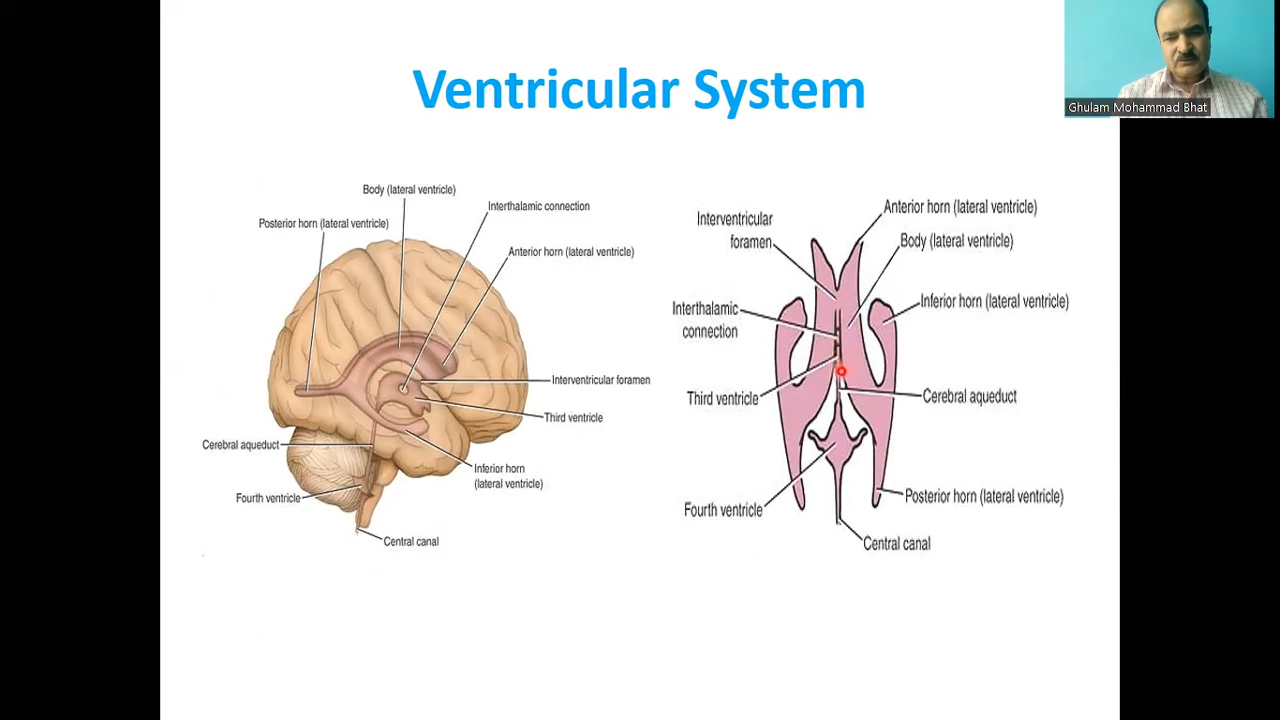 Ventricular System
Ghulam Mohammad Bhat
Body (lateral ventricle)
Interthalamic connection
Posterior horn (lateral ventricle)
Anterior horn (lateral ventricle)
Interventricular foramen
Third ventricle
Cerebral aqueduct
Inferior horn
(lateral ventricle)
Fourth ventricle
Central canal
Anterior horn (lateral ventricle)
Interventricular
foramen
Body (lateral ventricle)
Inferior horn (lateral ventricle)
Interthalamic
connection
Third ventricle
Cerebral aqueduct
Posterior horn (lateral ventricle)
Fourth ventricle
Central canal